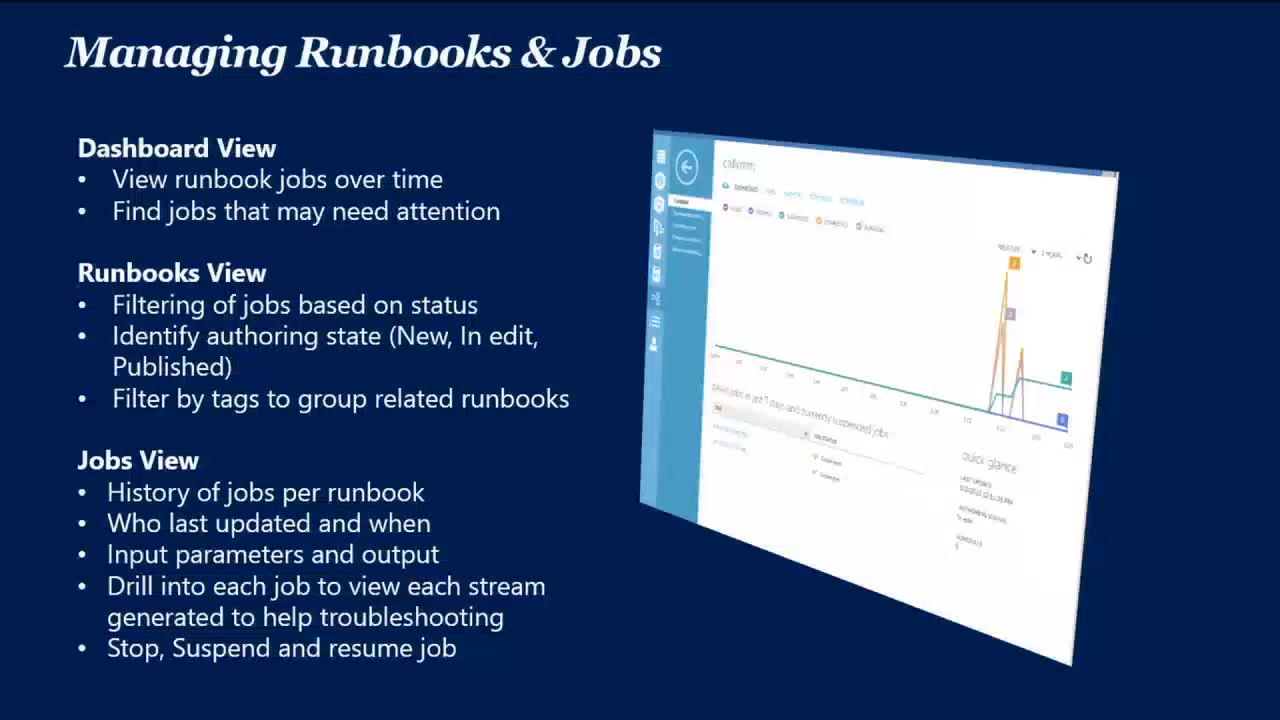 Managing Runbooks & Jobs
Dashboard View
• View runbook jobs over time
• Find jobs that may need attention
Runbooks View
• Filtering of jobs based on status
• Identify authoring state (New, In edit,
Published)
• Filter by tags to group related runbooks
Jobs View
• History of jobs per runbook
• Who last updated and when
• Input parameters and output
• Drill into each job to view each stream
generated to help troubleshooting
• Stop, Suspend and resume job
DASHBOARD
quick glance